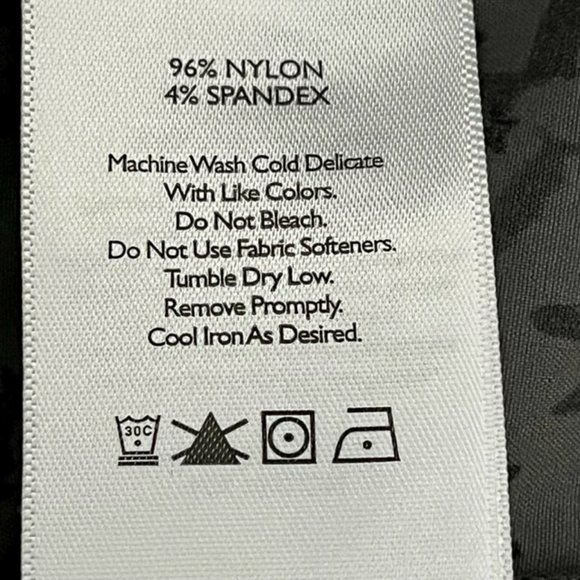 96% NYLON
4% SPANDEX
Machine Wash Cold Delicate
With Like Colors.
Do Not Bleach.
Do Not Use Fabric Softeners.
Tumble Dry Low.
Remove Promptly.
Cool Iron As Desired.
30C